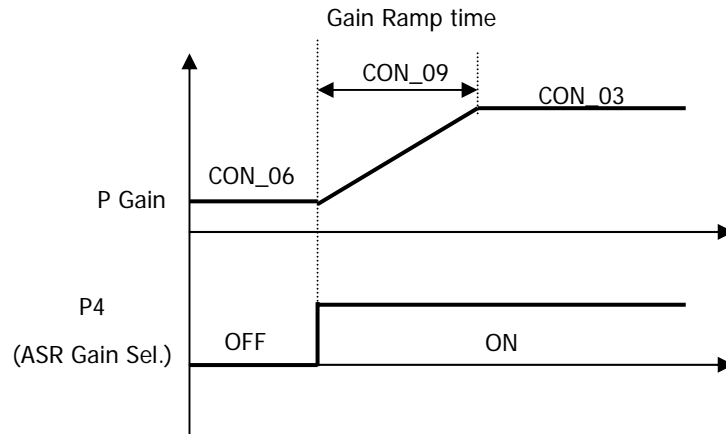 Gain Ramp time
CON_09
CON_03
CON_06
P Gain
P4
(ASR Gain Sel.)
OFF
ON